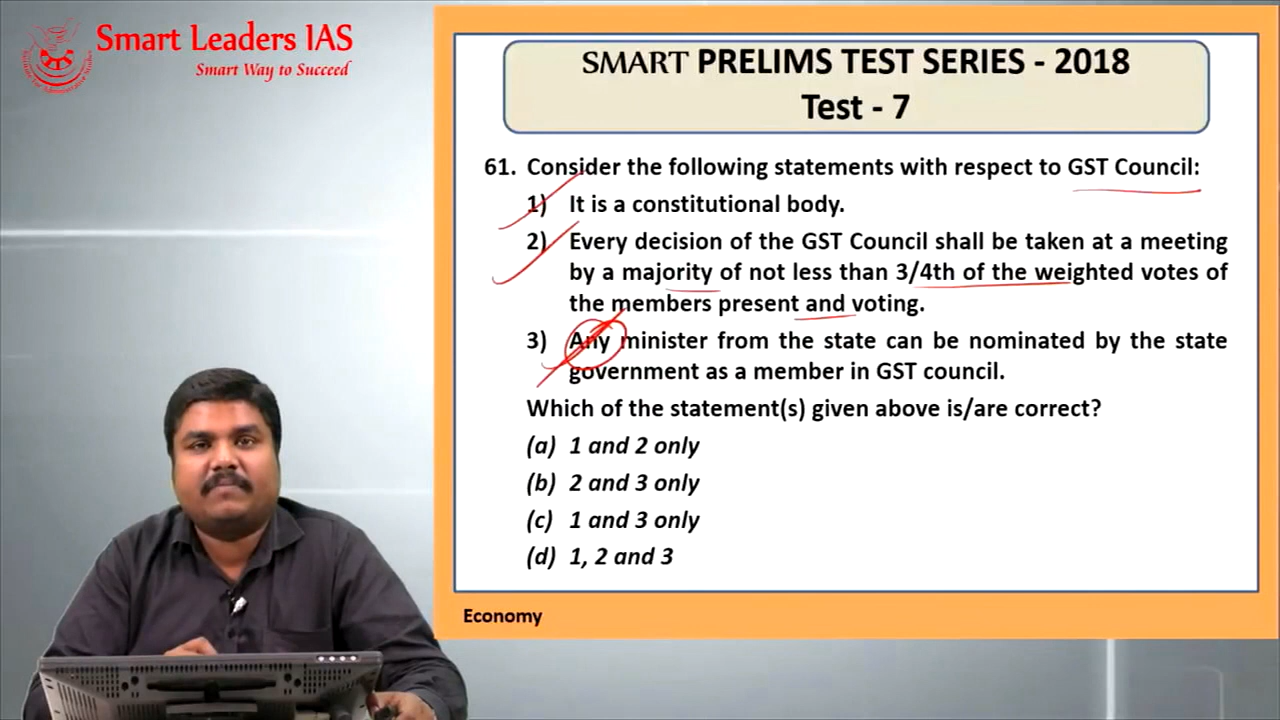 Smart Leaders IAS
Smart Way to Succeed
SMART PRELIMS TEST SERIES - 2018
Test - 7
61. Consider the following statements with respect to GST Council:
1) It is a constitutional body.
2) Every decision of the GST Council shall be taken at a meeting
by a majority of not less than 3/4th of the weighted votes of
the members present and voting.
3) Any minister from the state can be nominated by the state
government as a member in GST council.
Which of the statement(s) given above is/are correct?
(a) 1 and 2 only
(b) 2 and 3 only
(c) 1 and 3 only
(d) 1, 2 and 3
Economy